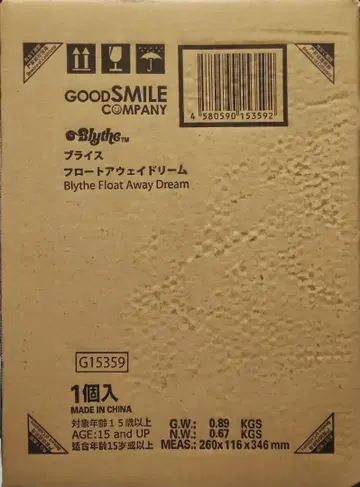 GOODSMILE
COMPANY
4 580590 153592
Blythe™
ブライス
フロートアウェイドリーム
Blythe Float Away Dream
G15359
1個入
MADE IN CHINA
対象年齢15歳以上
AGE:15 and UP
适合年龄15岁或以上
G.W.: 0.89 KGS
N.W.: 0.67 KGS
MEAS.: 260x116x346 mm